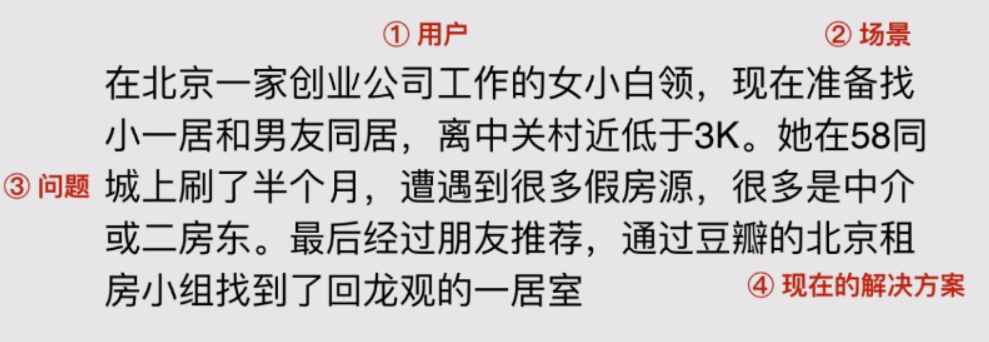 ① 用户
② 场景
在北京一家创业公司工作的女小白领，现在准备找
小一居和男友同居，离中关村近低于3K。她在58同
③ 问题
城上刷了半个月，遭遇到很多假房源，很多是中介
或二房东。最后经过朋友推荐，通过豆瓣的北京租
房小组找到了回龙观的一居室
④ 现在的解决方案